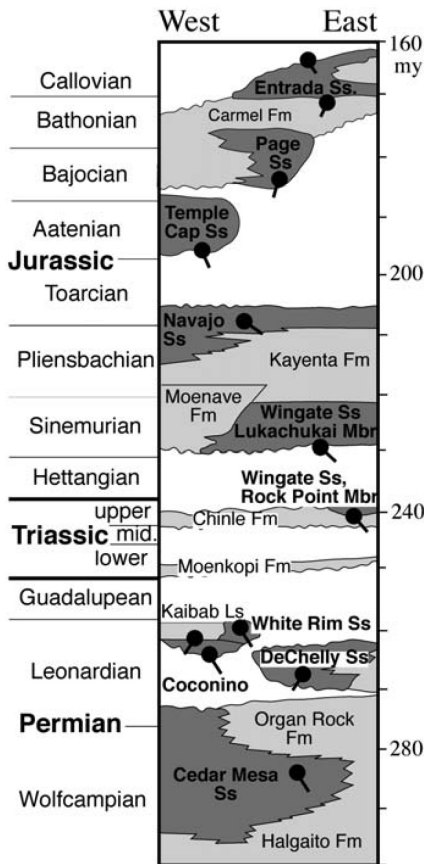 West East
160
my
Callovian
Entrada Ss.
Bathonian
Carmel Fm
Page
Ss
Bajocian
Temple
Cap Ss
Aatenian
Jurassic
200
Toarcian
Navajo
Ss
Pliensbachian
Kayenta Fm
Moenave
Fm
Sinemurian
Wingate Ss
Lukachukai Mbr
Hettangian
Wingate Ss,
Rock Point Mbr
upper
240
Chinle Fm
Triassic mid.
lower
Moenkopi Fm
Guadalupean
Kaibab Ls
White Rim Ss
DeChelly Ss
Leonardian
Coconino
Permian
Organ Rock
Fm
280
Cedar Mesa
Ss
Wolfcampian
Halgaito Fm